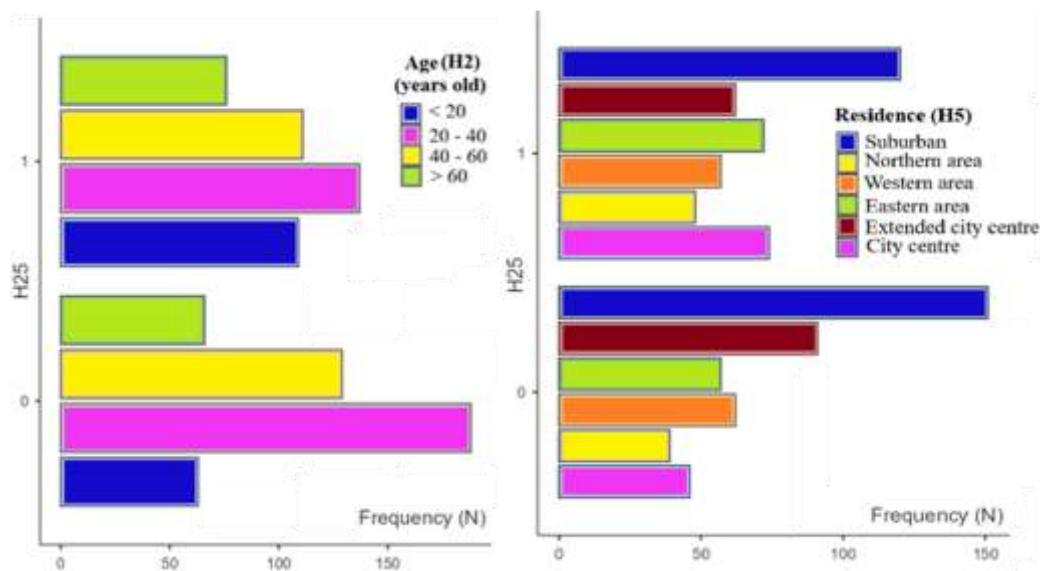 Age (H2)
(years old)
< 20
20 - 40
40 - 60
> 60
1
0
H25
Frequency (N)
0
50
100
150
Residence (H5)
Suburban
Northern area
Western area
Eastern area
Extended city centre
City centre
1
0
H25
Frequency (N)
0
50
100
150